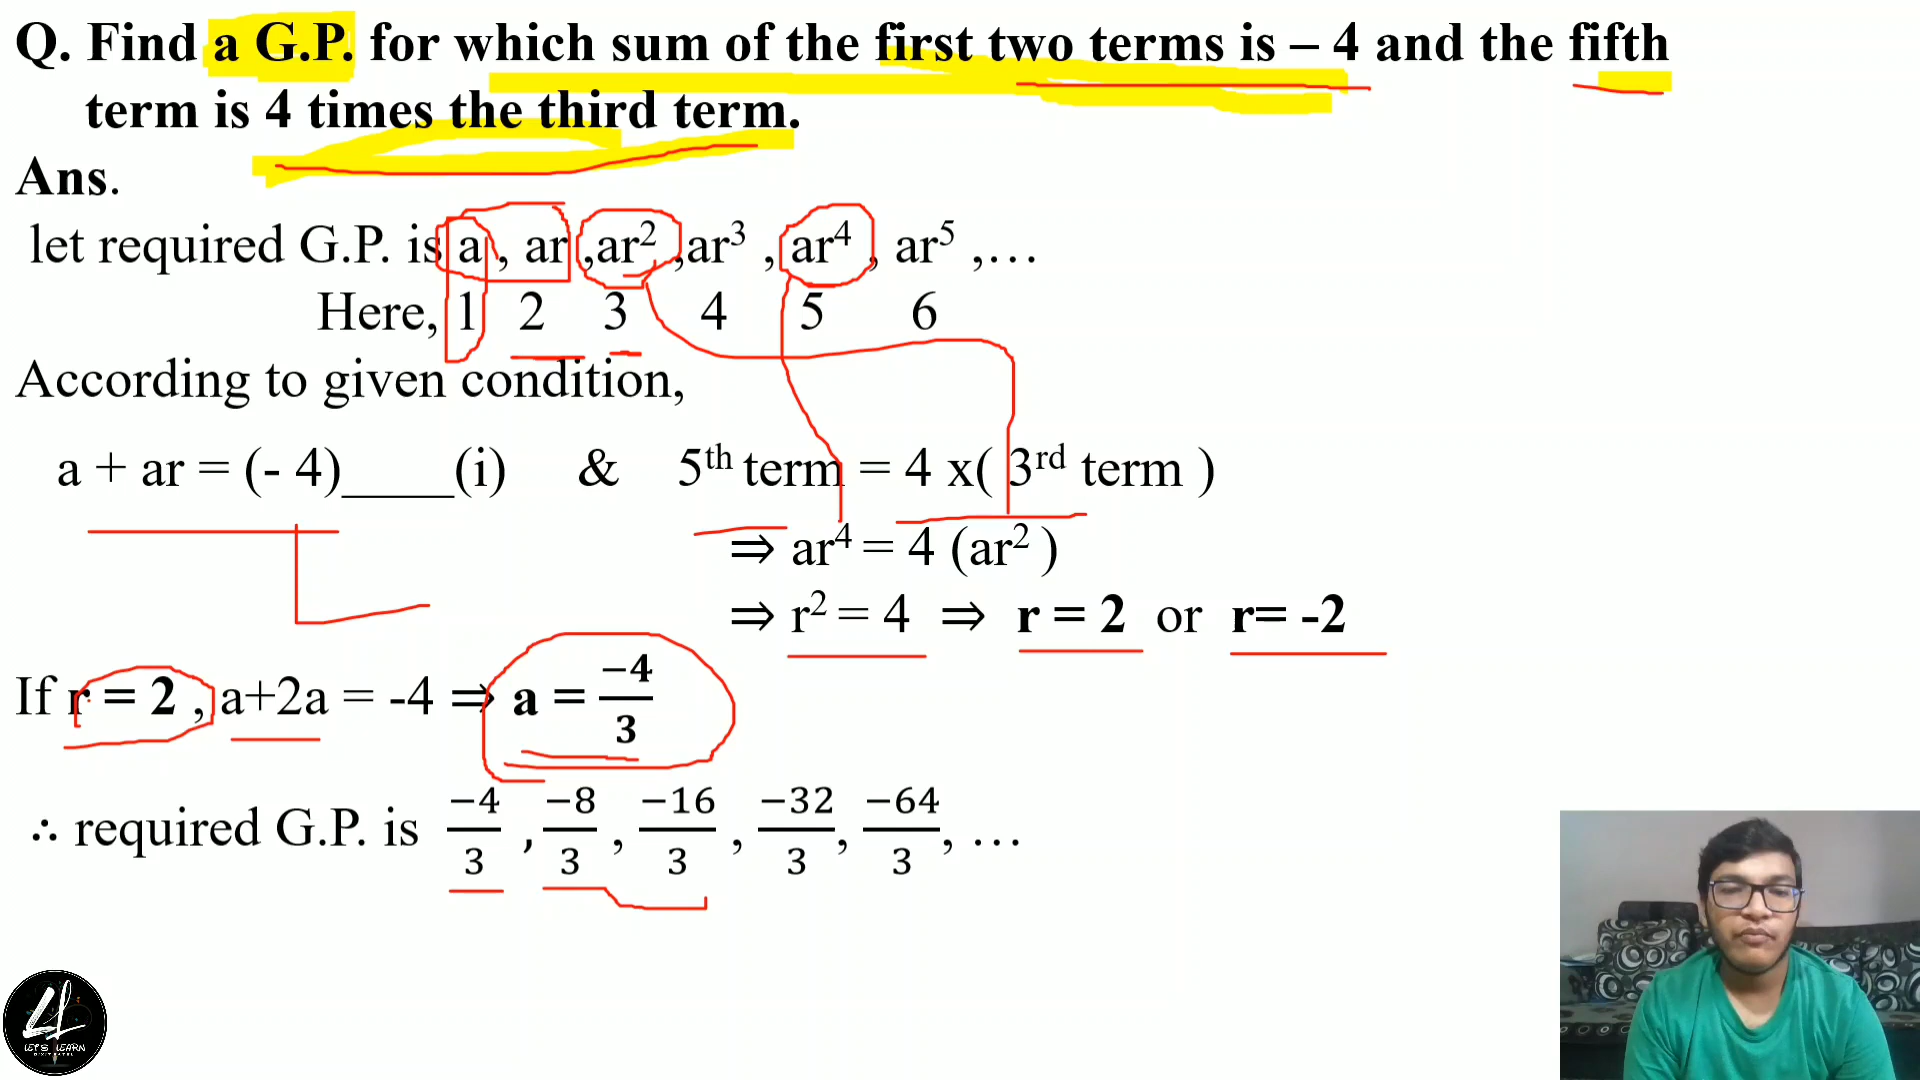 Q. Find a G.P. for which sum of the first two terms is – 4 and the fifth
term is 4 times the third term.
Ans.
let required G.P. is a , ar ,ar² ,ar³ , ar⁴ , ar⁵ ,…
Here, 1 2 3 4 5 6
According to given condition,
a + ar = (- 4)____(i) & 5ᵗʰ term = 4 x( 3ʳᵈ term )
⇒ ar⁴ = 4 (ar² )
⇒ r² = 4 ⇒ r = 2 or r= -2
If r = 2 , a+2a = -4 ⇒ a = −4/3
∴ required G.P. is −4/3 , −8/3 , −16/3 , −32/3 , −64/3 , …
LET'S LEARN